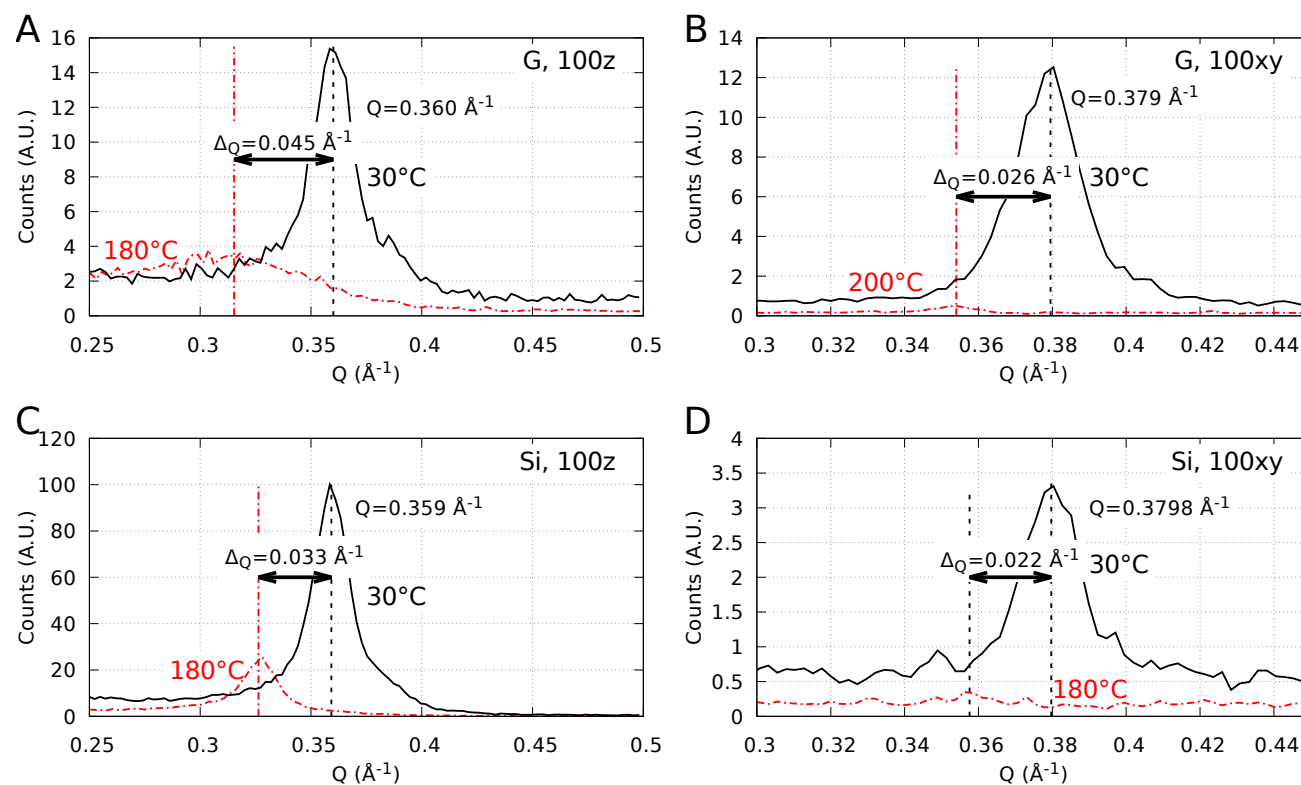 A
G, 100z
Counts (A.U.)
16
14
12
10
8
6
4
2
0
Q=0.360 Å-1
ΔQ=0.045 Å-1
30°C
180°C
0.25 0.3 0.35 0.4 0.45 0.5
Q (Å-1)
B
G, 100xy
Counts (A.U.)
14
12
10
8
6
4
2
0
Q=0.379 Å-1
ΔQ=0.026 Å-1
30°C
200°C
0.3 0.32 0.34 0.36 0.38 0.4 0.42 0.44
Q (Å-1)
C
Si, 100z
Counts (A.U.)
120
100
80
60
40
20
0
Q=0.359 Å-1
ΔQ=0.033 Å-1
30°C
180°C
0.25 0.3 0.35 0.4 0.45 0.5
Q (Å-1)
D
Si, 100xy
Counts (A.U.)
4
3.5
3
2.5
2
1.5
1
0.5
0
Q=0.3798 Å-1
ΔQ=0.022 Å-1
30°C
180°C
0.3 0.32 0.34 0.36 0.38 0.4 0.42 0.44
Q (Å-1)